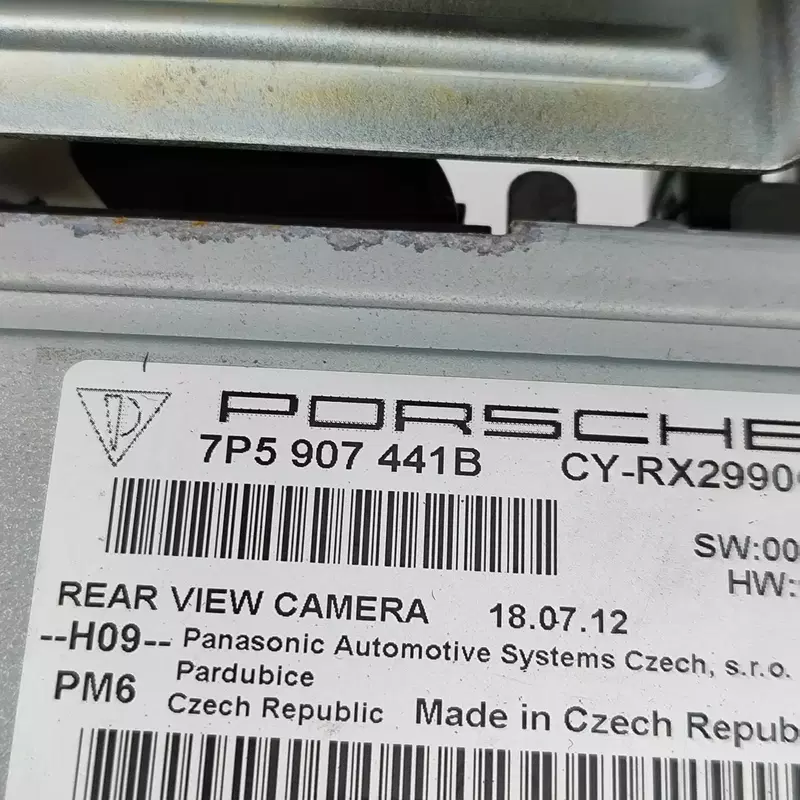 PORSCHE
7P5 907 441B CY-RX2990
SW:00
HW:
REAR VIEW CAMERA 18.07.12
--H09-- Panasonic Automotive Systems Czech, s.r.o.
Pardubice
PM6 Czech Republic Made in Czech Repub